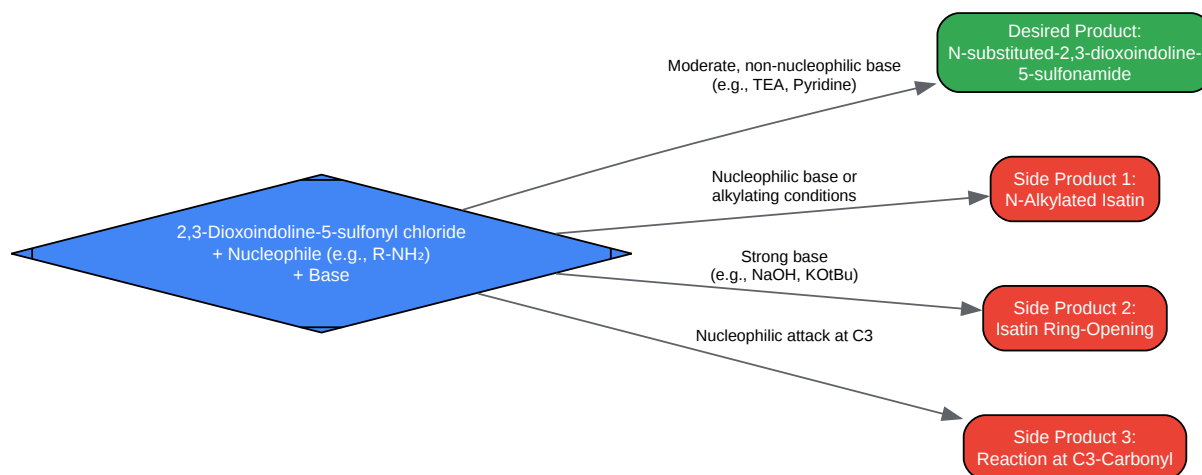 Desired Product:
N-substituted-2,3-dioxoindoline-
5-sulfonamide
Moderate, non-nucleophilic base
(e.g., TEA, Pyridine)
Nucleophilic base or
alkylating conditions
Side Product 1:
N-Alkylated Isatin
2,3-Dioxoindoline-5-sulfonyl chloride
+ Nucleophile (e.g., R-NH₂)
+ Base
Strong base
(e.g., NaOH, KOtBu)
Side Product 2:
Isatin Ring-Opening
Nucleophilic attack at C3
Side Product 3:
Reaction at C3-Carbonyl